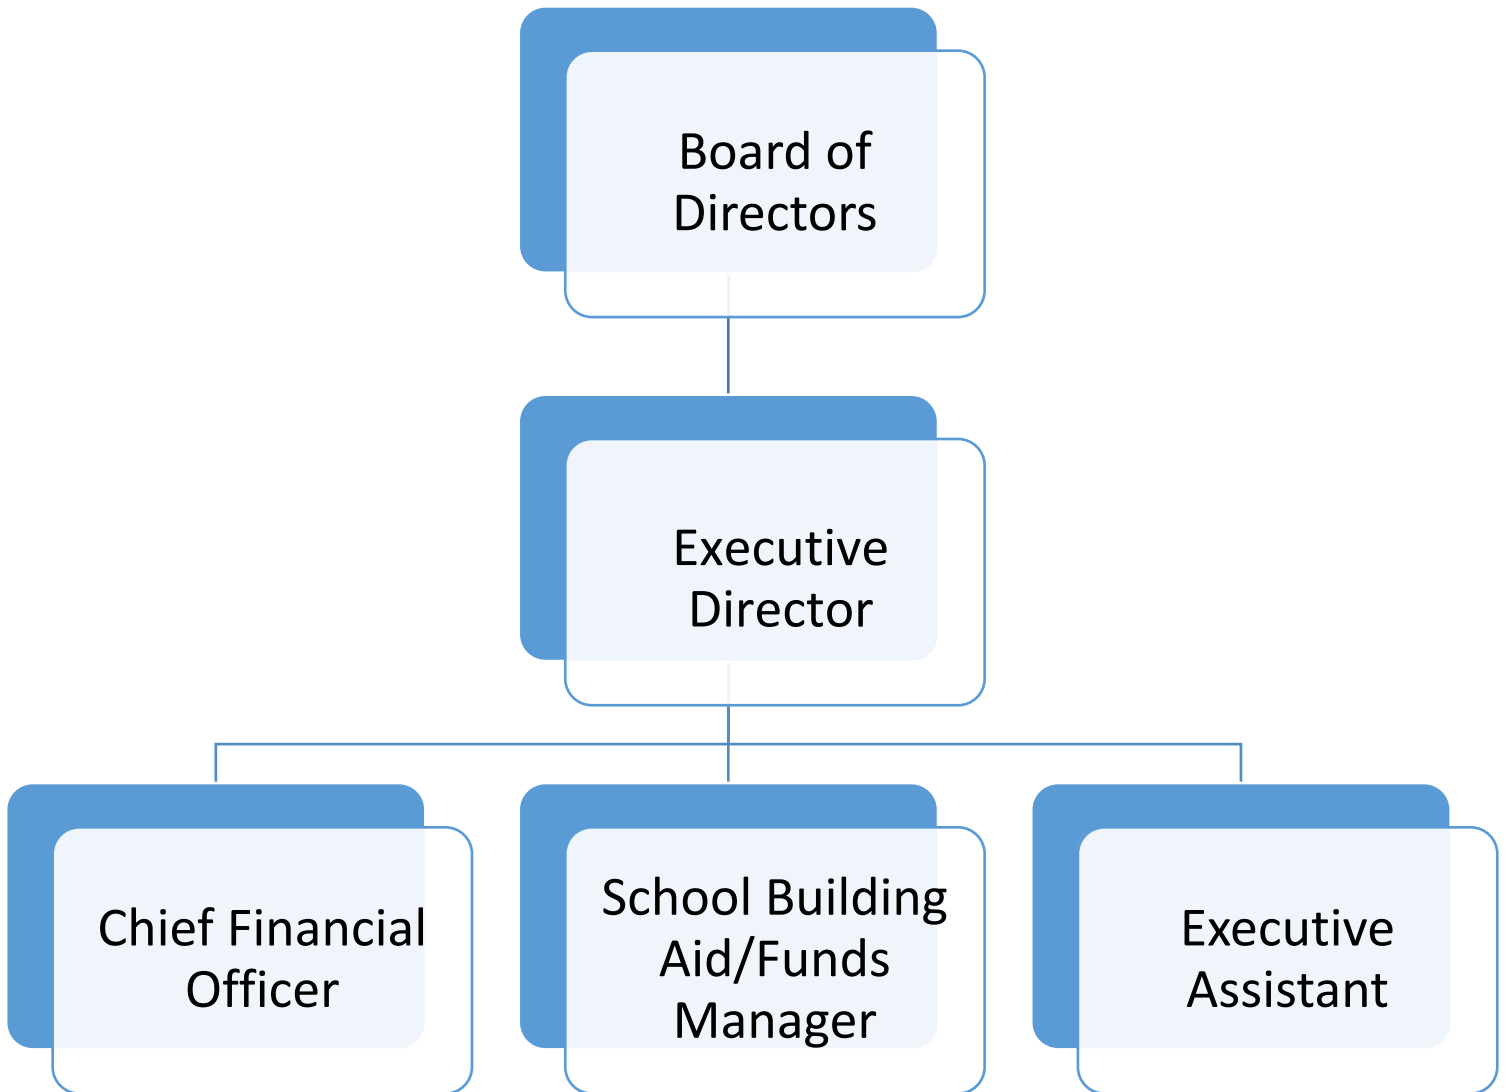 Board of
Directors
Executive
Director
Chief Financial
Officer
School Building
Aid/Funds
Manager
Executive
Assistant